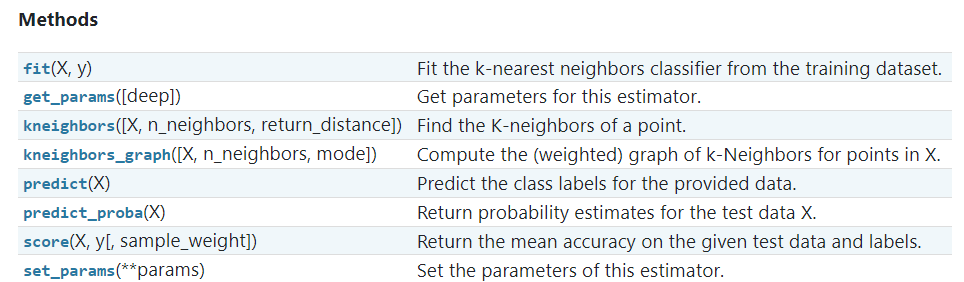 Methods
fit(X, y) Fit the k-nearest neighbors classifier from the training dataset.
get_params([deep]) Get parameters for this estimator.
kneighbors([X, n_neighbors, return_distance]) Find the K-neighbors of a point.
kneighbors_graph([X, n_neighbors, mode]) Compute the (weighted) graph of k-Neighbors for points in X.
predict(X) Predict the class labels for the provided data.
predict_proba(X) Return probability estimates for the test data X.
score(X, y[, sample_weight]) Return the mean accuracy on the given test data and labels.
set_params(**params) Set the parameters of this estimator.